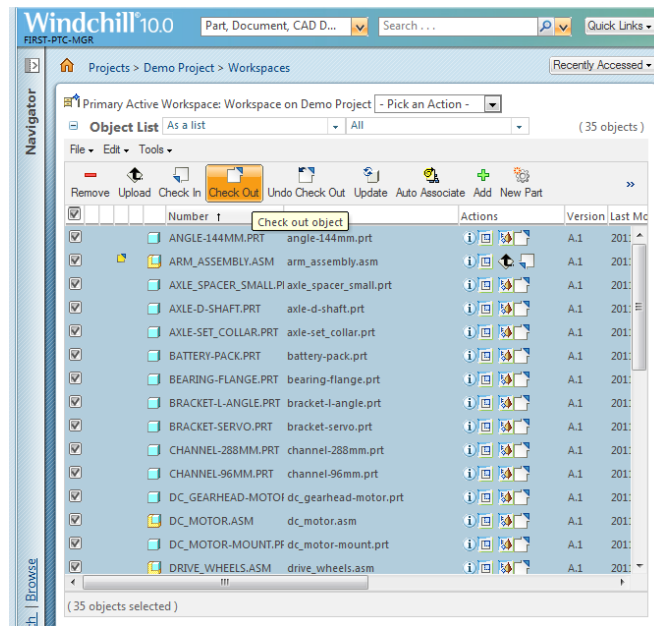 Windchill 10.0 Part, Document, CAD D... Search . . . Quick Links
FIRST-PTC-MGR
Projects > Demo Project > Workspaces Recently Accessed
Navigator
Primary Active Workspace: Workspace on Demo Project - Pick an Action -
Object List As a list All (35 objects)
File Edit Tools
Remove Upload Check In Check Out Undo Check Out Update Auto Associate Add New Part »
Number Actions Version Last Mo
Check out object
ANGLE-144MM.PRT angle-144mm.prt A.1 201
ARM_ASSEMBLY.ASM arm_assembly.asm A.1 201
AXLE_SPACER_SMALL.P axle_spacer_small.prt A.1 201
AXLE-D-SHAFT.PRT axle-d-shaft.prt A.1 201
AXLE-SET_COLLAR.PRT axle-set_collar.prt A.1 201
BATTERY-PACK.PRT battery-pack.prt A.1 201
BEARING-FLANGE.PRT bearing-flange.prt A.1 201
BRACKET-L-ANGLE.PRT bracket-l-angle.prt A.1 201
BRACKET-SERVO.PRT bracket-servo.prt A.1 201
CHANNEL-288MM.PRT channel-288mm.prt A.1 201
CHANNEL-96MM.PRT channel-96mm.prt A.1 201
DC_GEARHEAD-MOTO dc_gearhead-motor.prt A.1 201
DC_MOTOR.ASM dc_motor.asm A.1 201
DC_MOTOR-MOUNT.PF dc_motor-mount.prt A.1 201
DRIVE_WHEELS.ASM drive_wheels.asm A.1 201
Browse
(35 objects selected)